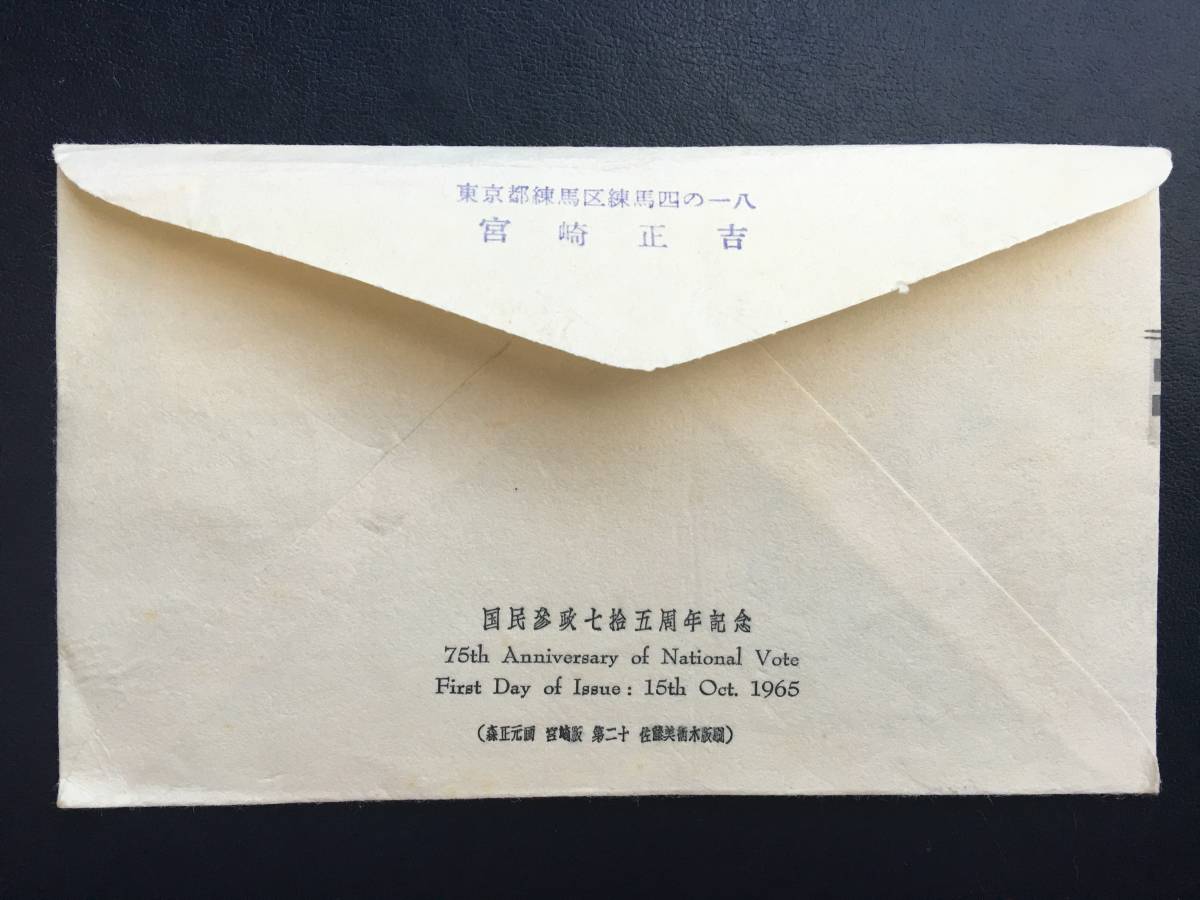 東京都練馬区練馬四の一八
宮崎正吉
国民参政七拾五周年記念
75th Anniversary of National Vote
First Day of Issue : 15th Oct. 1965
(森正元図 宮崎版 第二十 佐藤美術木版刷)